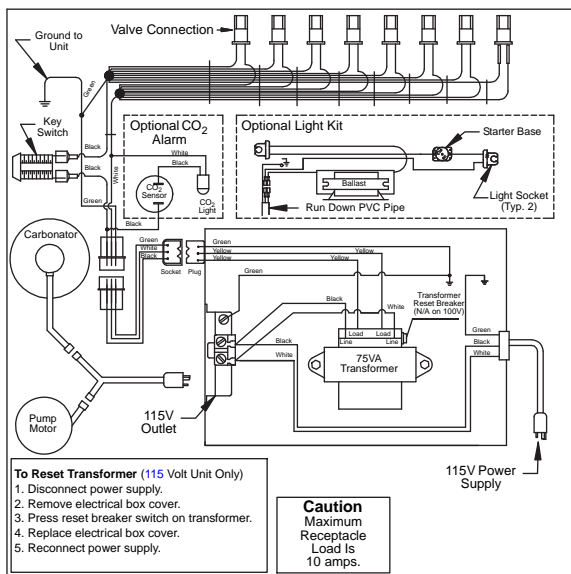 Valve Connection
Ground to
Unit
Green
Key
Switch
Black
Black
White
Green
Optional CO2
Alarm
White
Black
CO2
Sensor
CO2
Light
Black
Optional Light Kit
Starter Base
Ballast
Light Socket
(Typ. 2)
Run Down PVC Pipe
Carbonator
Green
White
Black
Socket
Plug
Green
Yellow
Yellow
Yellow
Yellow
Green
Black
White
Transformer
Reset Breaker
(N/A on 100V)
Load
Load
Line
Line
75VA
Transformer
Black
White
Green
Black
White
Pump
Motor
115V
Outlet
115V Power
Supply
To Reset Transformer (115 Volt Unit Only)
1. Disconnect power supply.
2. Remove electrical box cover.
3. Press reset breaker switch on transformer.
4. Replace electrical box cover.
5. Reconnect power supply.
Caution
Maximum
Receptacle
Load Is
10 amps.